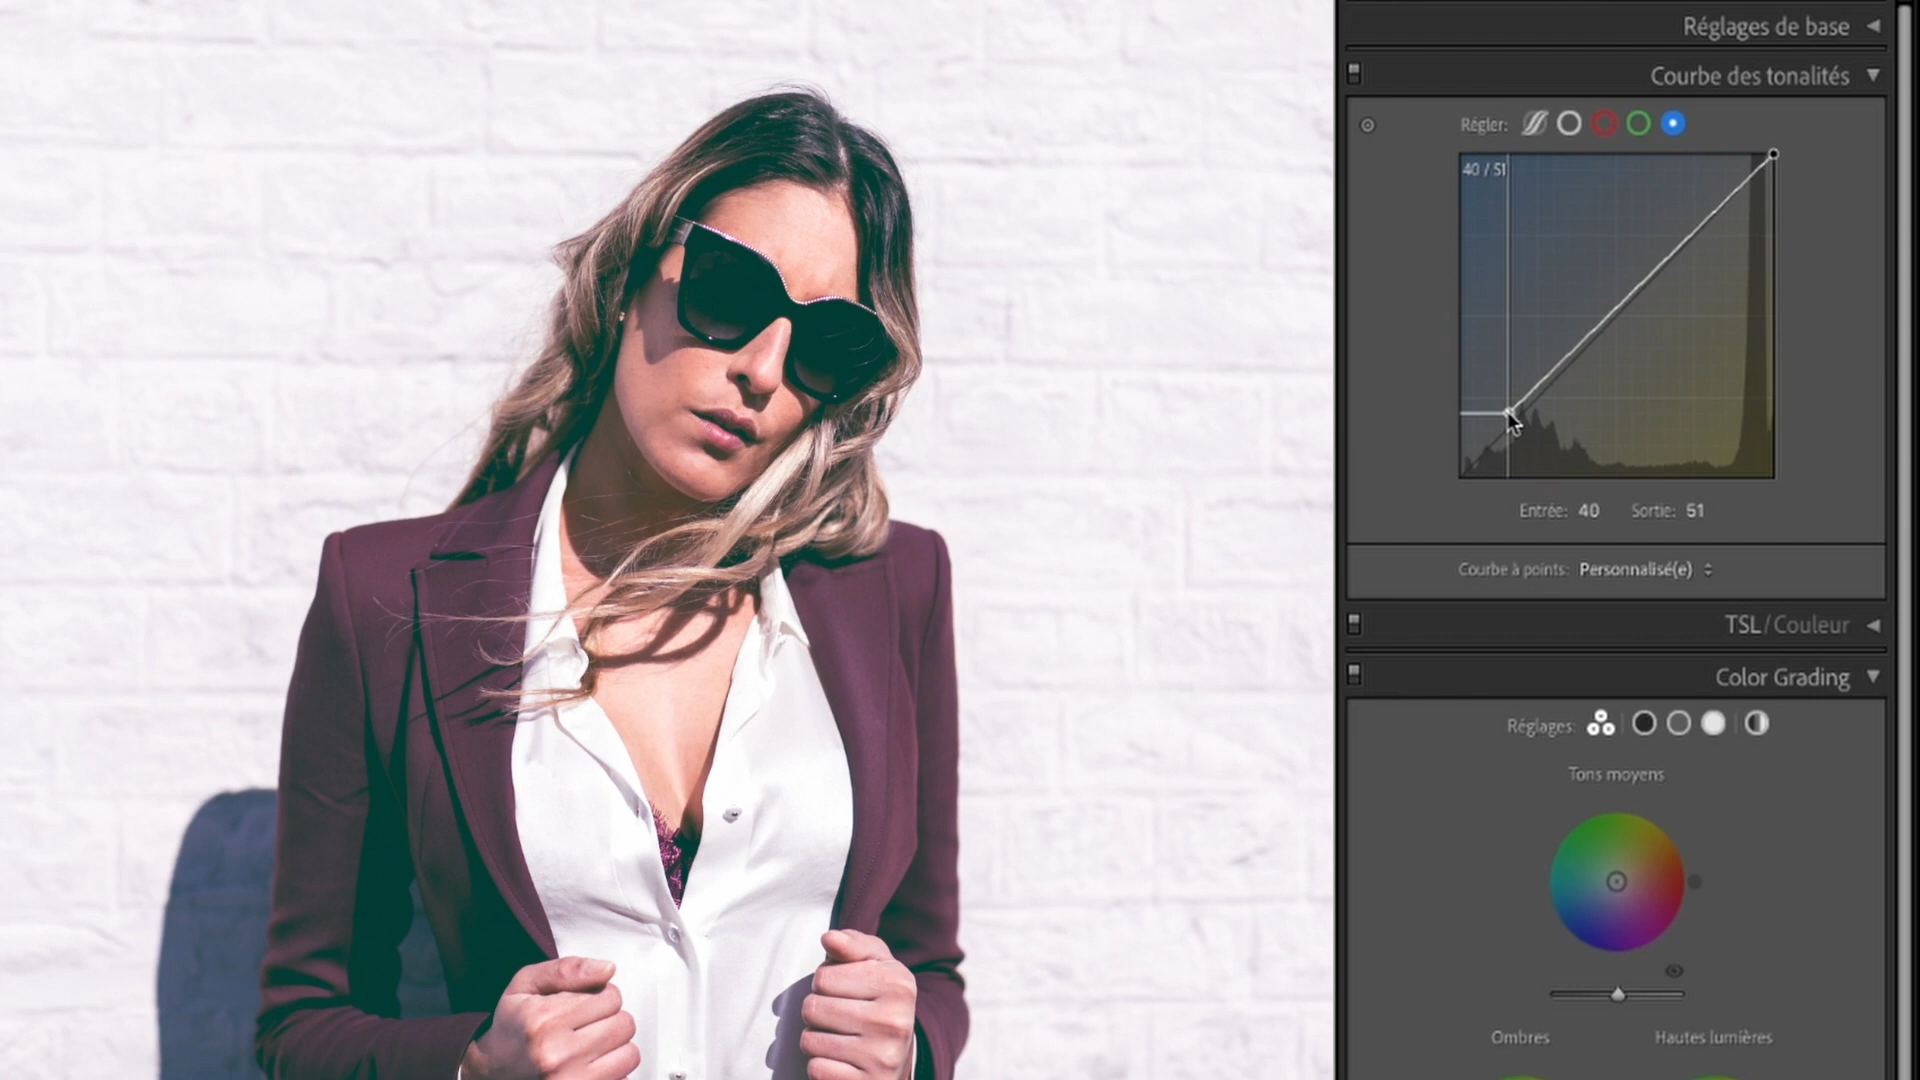 Réglages de base
Courbe des tonalités
Régler:
40 / 51
Entrée: 40 Sortie: 51
Courbe à points: Personnalisé(e)
TSL/Couleur
Color Grading
Réglages:
Tons moyens
Ombres Hautes lumières